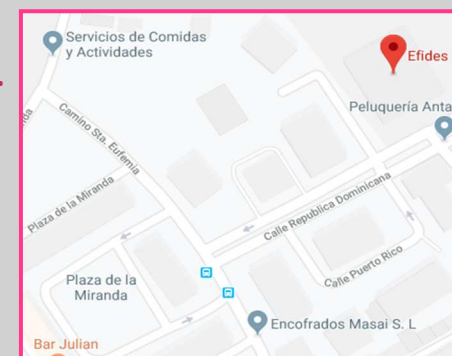 Servicios de Comidas
y Actividades
Efides
Peluquería Anta
Camino Sta. Eufemia
Plaza de la Miranda
Calle Republica Dominicana
Calle Puerto Rico
Plaza de la
Miranda
Encofrados Masai S. L
Bar Julian